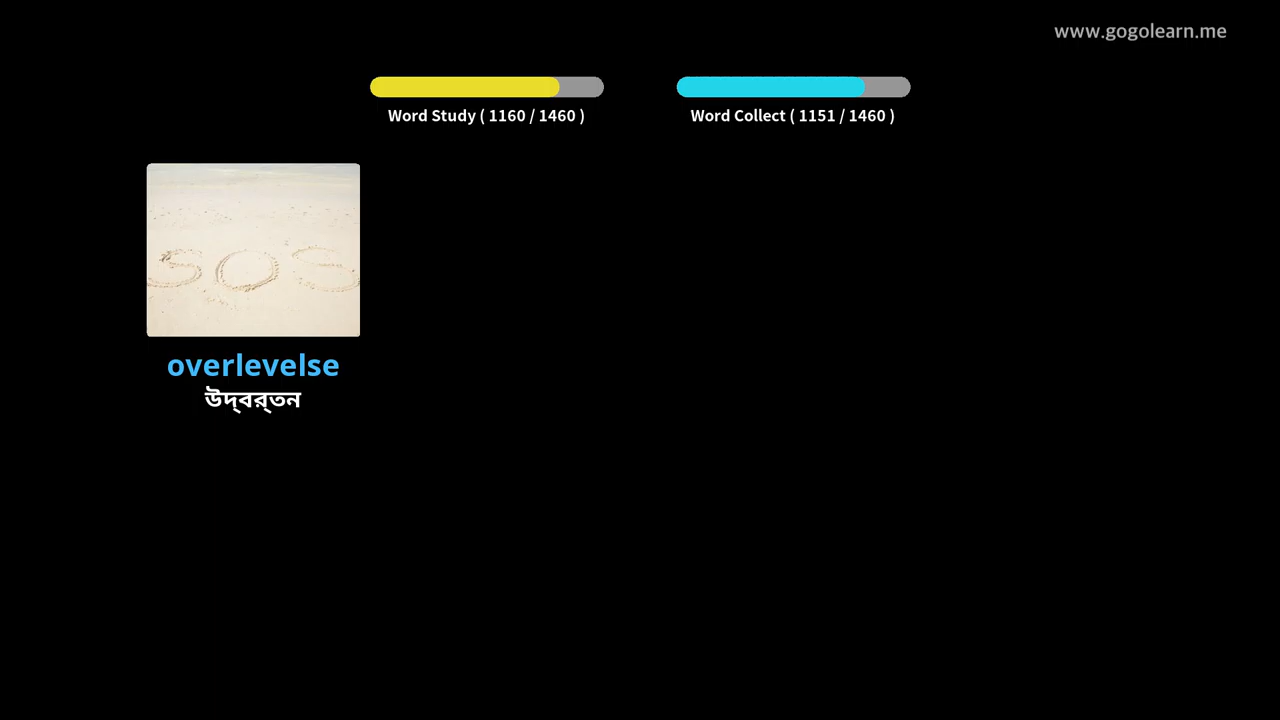 www.gogolearn.me
Word Study ( 1160 / 1460 )
Word Collect ( 1151 / 1460 )
SOS
overlevelse
উদ্‌বর্তন